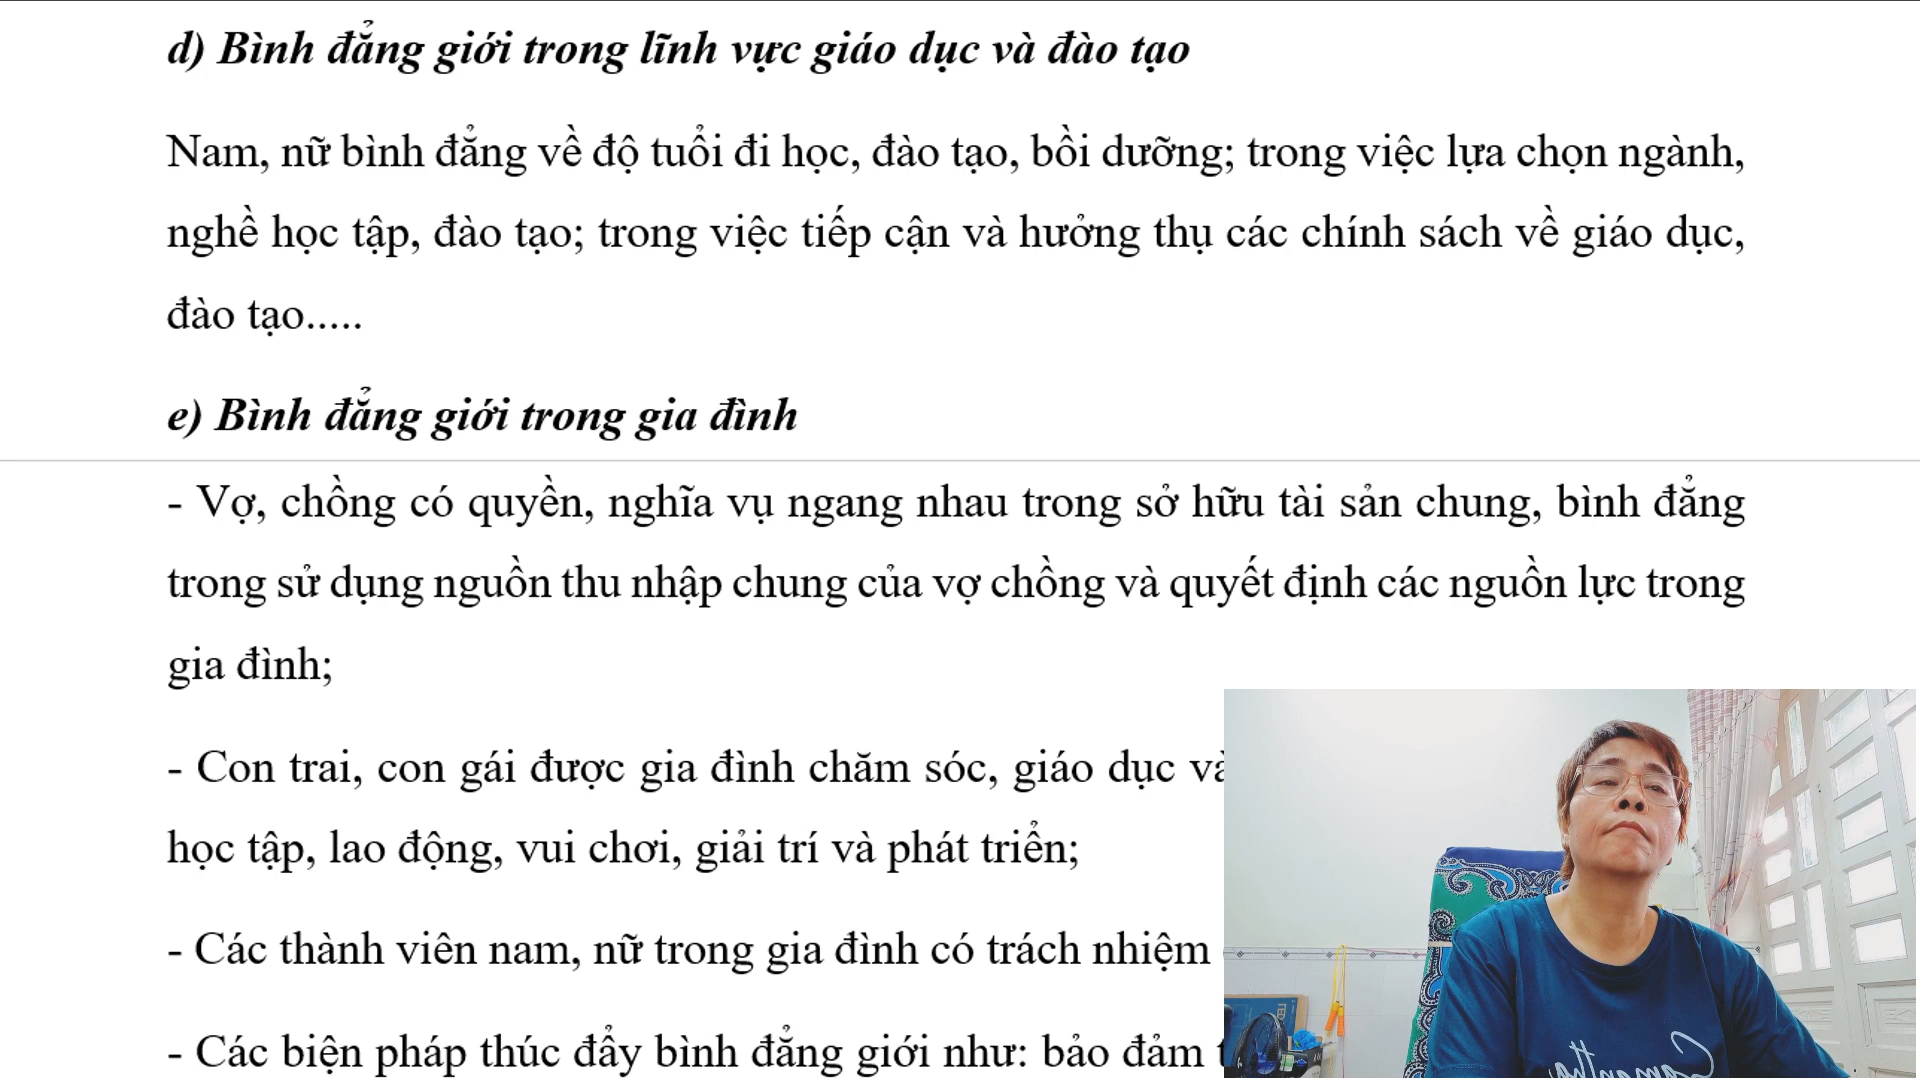 d) Bình đẳng giới trong lĩnh vực giáo dục và đào tạo
Nam, nữ bình đẳng về độ tuổi đi học, đào tạo, bồi dưỡng; trong việc lựa chọn ngành,
nghề học tập, đào tạo; trong việc tiếp cận và hưởng thụ các chính sách về giáo dục,
đào tạo.....
e) Bình đẳng giới trong gia đình
- Vợ, chồng có quyền, nghĩa vụ ngang nhau trong sở hữu tài sản chung, bình đẳng
trong sử dụng nguồn thu nhập chung của vợ chồng và quyết định các nguồn lực trong
gia đình;
- Con trai, con gái được gia đình chăm sóc, giáo dục và
học tập, lao động, vui chơi, giải trí và phát triển;
- Các thành viên nam, nữ trong gia đình có trách nhiệm
- Các biện pháp thúc đẩy bình đẳng giới như: bảo đảm